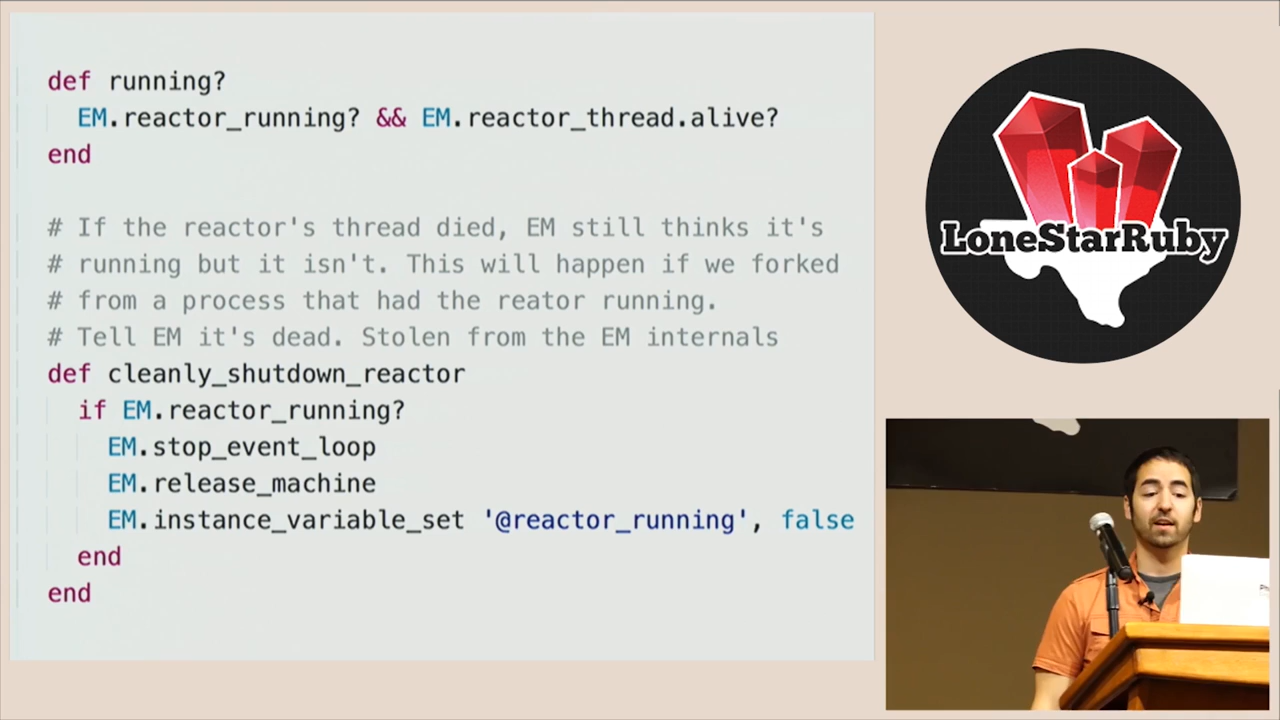 def running?
  EM.reactor_running? && EM.reactor_thread.alive?
end
# If the reactor's thread died, EM still thinks it's
# running but it isn't. This will happen if we forked
# from a process that had the reator running.
# Tell EM it's dead. Stolen from the EM internals
def cleanly_shutdown_reactor
  if EM.reactor_running?
    EM.stop_event_loop
    EM.release_machine
    EM.instance_variable_set '@reactor_running', false
  end
end
LoneStarRuby